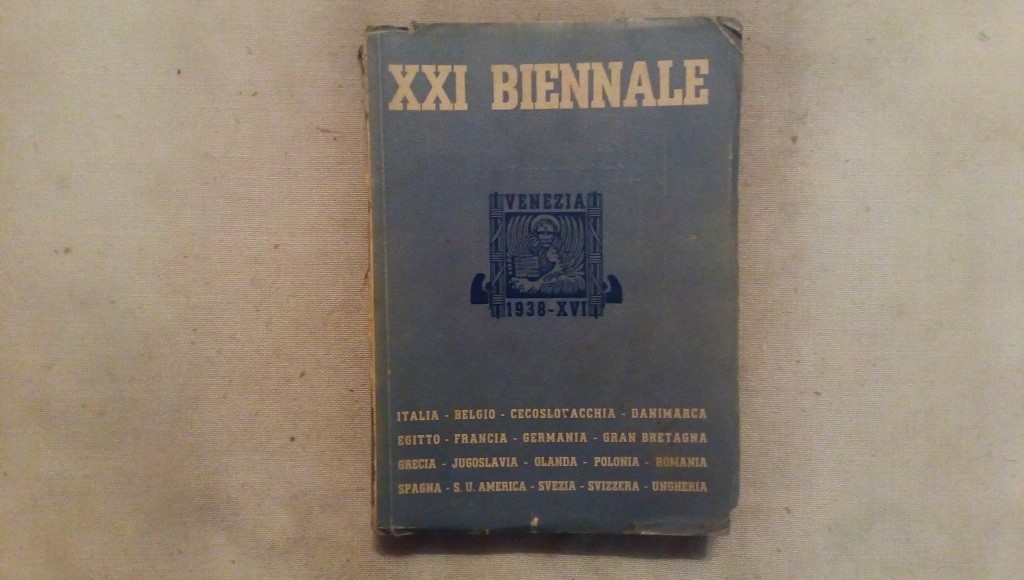 XXI BIENNALE
VENEZIA
1938-XVI
ITALIA - BELGIO - CECOSLOVACCHIA - DANIMARCA
EGITTO - FRANCIA - GERMANIA - GRAN BRETAGNA
GRECIA - JUGOSLAVIA - OLANDA - POLONIA - ROMANIA
SPAGNA - S. U. AMERICA - SVEZIA - SVIZZERA - UNGHERIA